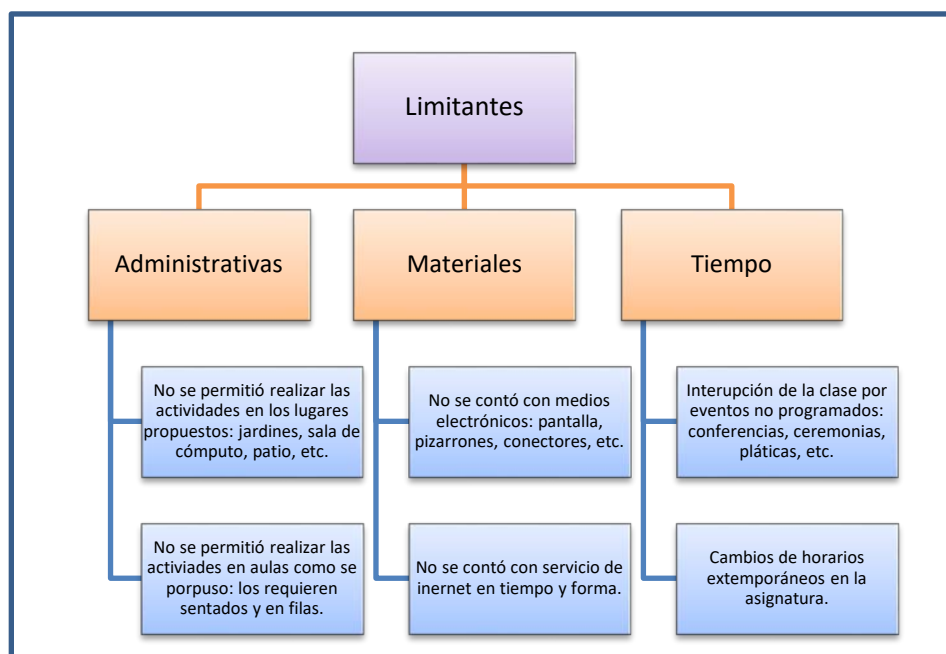 Limitantes
Administrativas
No se permitió realizar las
actividades en los lugares
propuestos: jardines, sala de
cómputo, patio, etc.
No se permitió realizar las
activiades en aulas como se
porpuso: los requieren
sentados y en filas.
Materiales
No se contó con medios
electrónicos: pantalla,
pizarrones, conectores, etc.
No se contó con servicio de
inernet en tiempo y forma.
Tiempo
Interupción de la clase por
eventos no programados:
conferencias, ceremonias,
pláticas, etc.
Cambios de horarios
extemporáneos en la
asignatura.